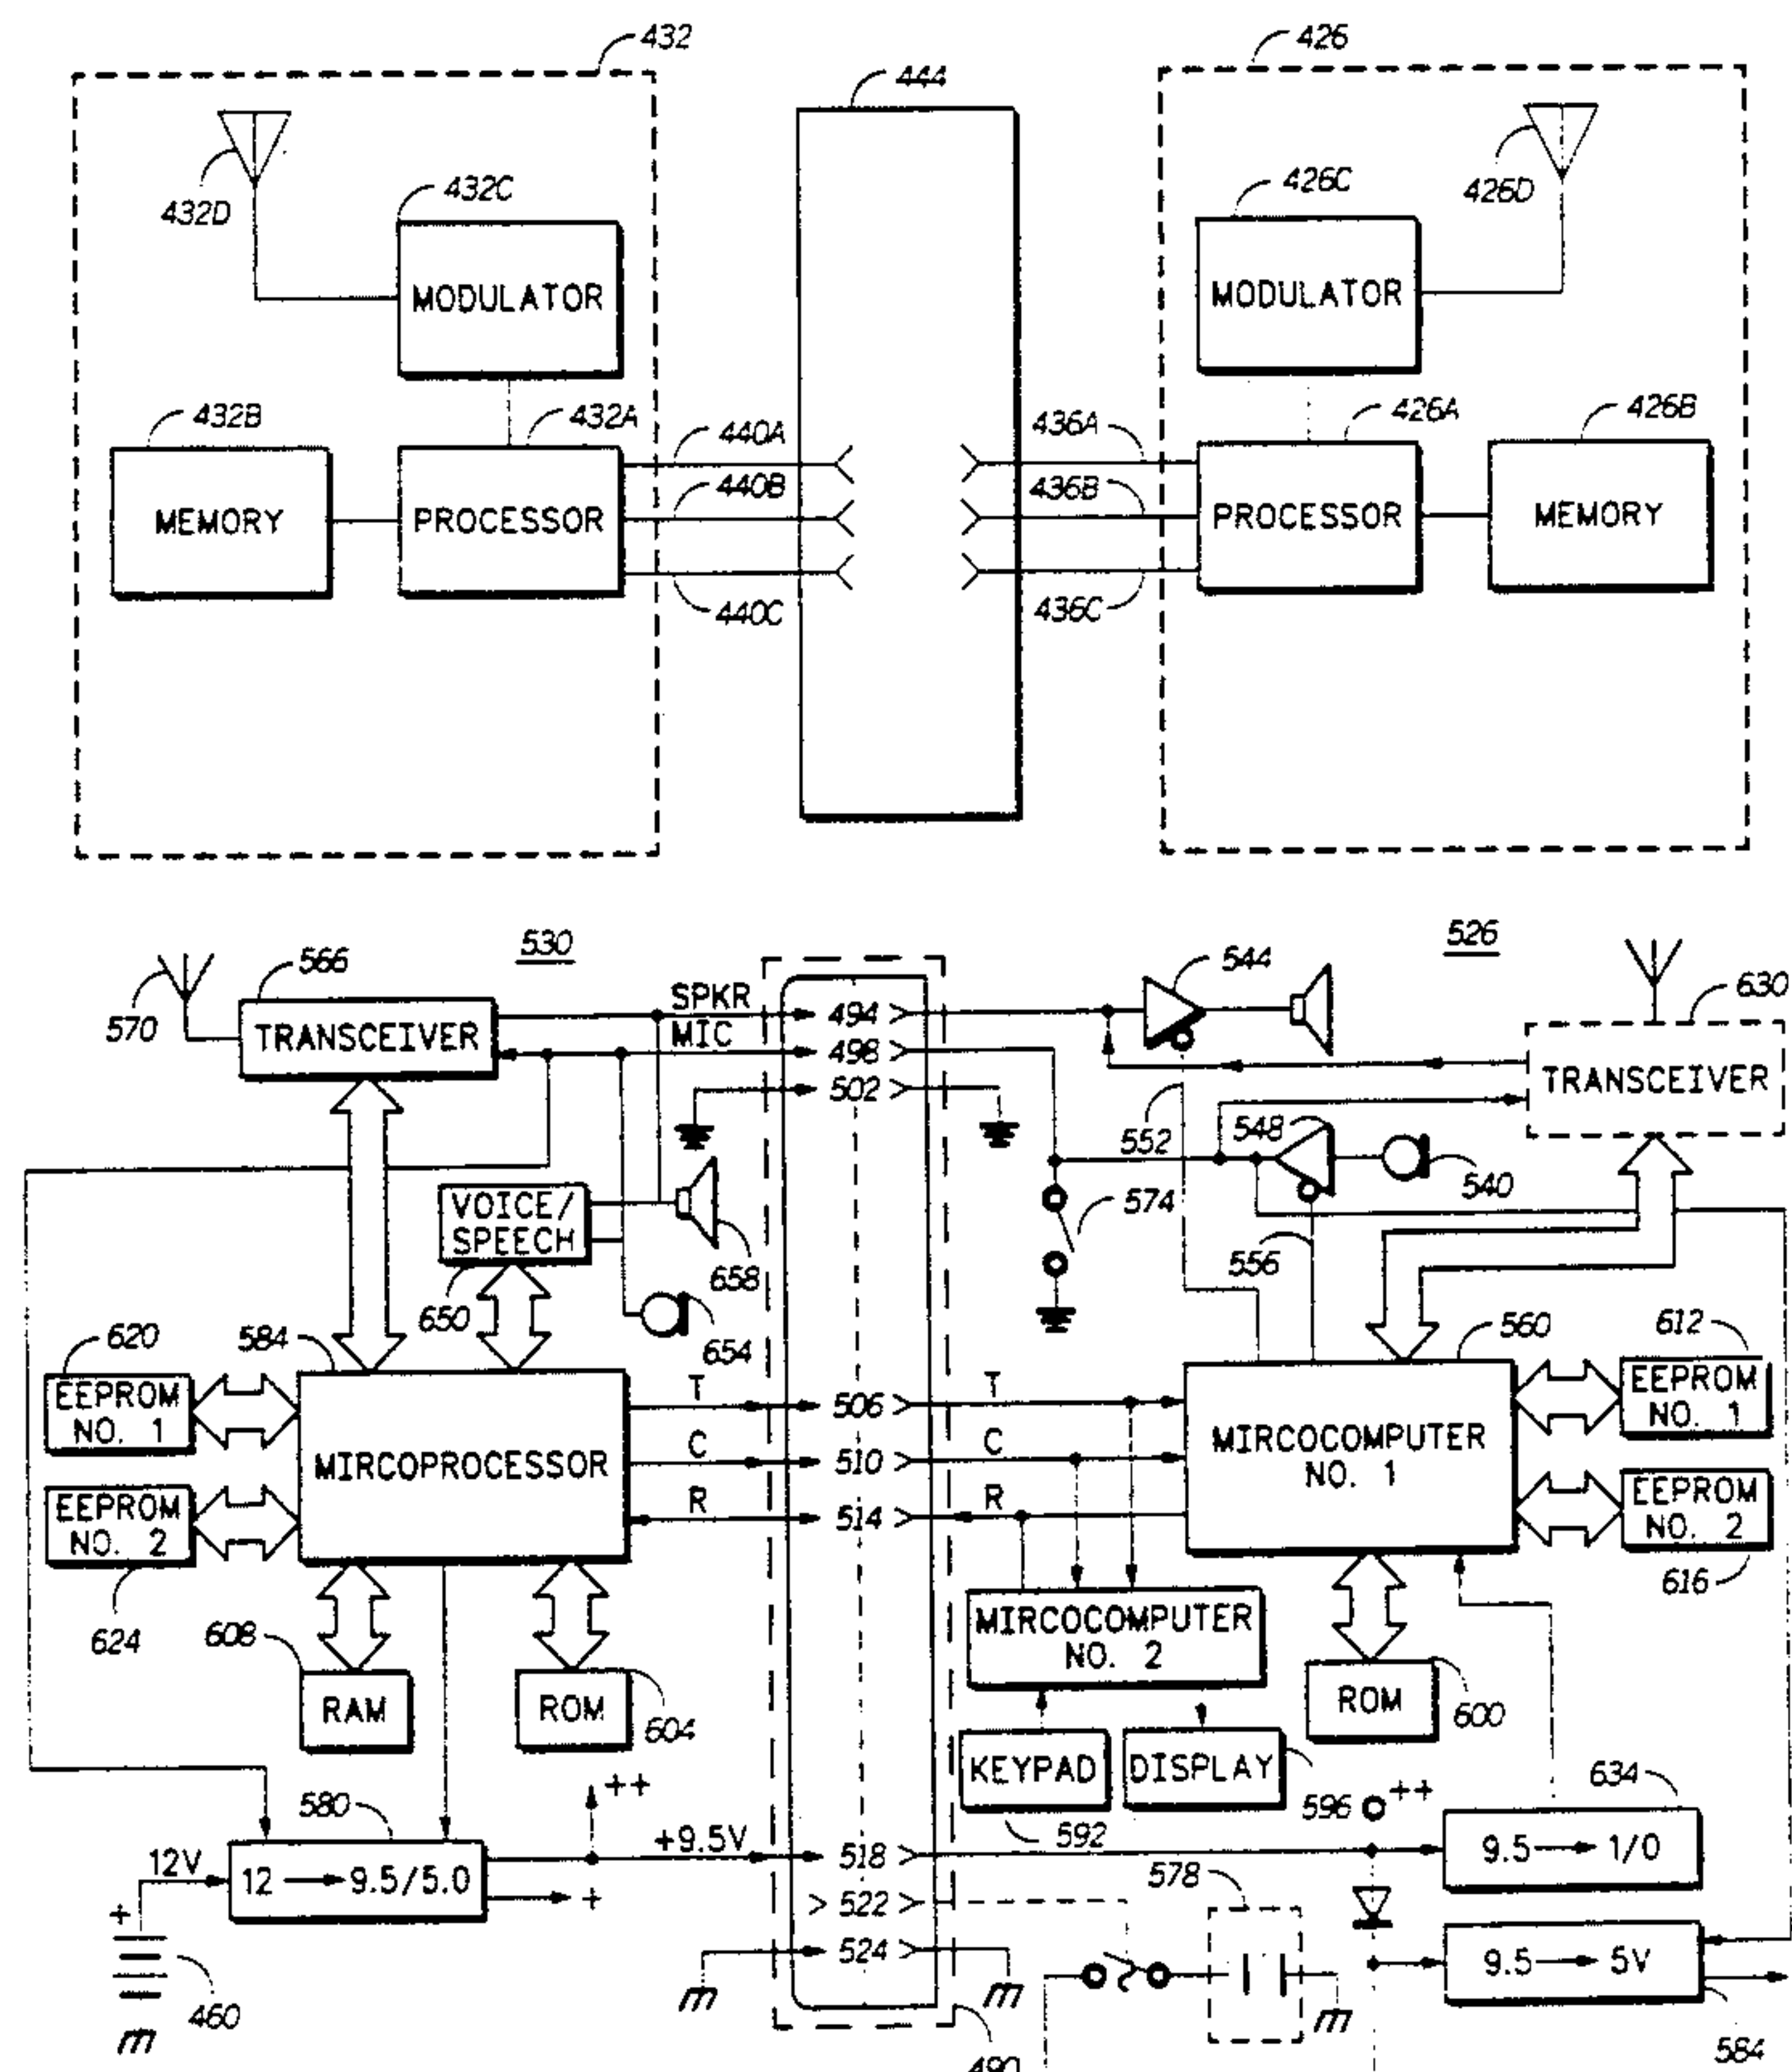 432
426
444
432D
432C
426C
426D
MODULATOR
MODULATOR
432B
432A
440A
436A
426A
426B
MEMORY
PROCESSOR
440B
436B
PROCESSOR
MEMORY
440C
436C
530
526
566
544
630
570
TRANSCEIVER
SPKR
MIC
494
498
502
TRANSCEIVER
552
548
540
574
VOICE/
SPEECH
650
658
654
556
620
584
560
612
EEPROM
NO. 1
MIRCOPROCESSOR
T
506
T
C
510
C
R
514
R
MIRCOCOMPUTER
NO. 1
EEPROM
NO. 1
EEPROM
NO. 2
EEPROM
NO. 2
624
616
608
RAM
ROM
604
MIRCOCOMPUTER
NO. 2
ROM
600
KEYPAD
DISPLAY
592
596
++
++
634
580
12V
12 → 9.5/5.0
+9.5V
518
9.5 → 1/0
+
+
522
578
524
9.5 → 5V
460
490
584